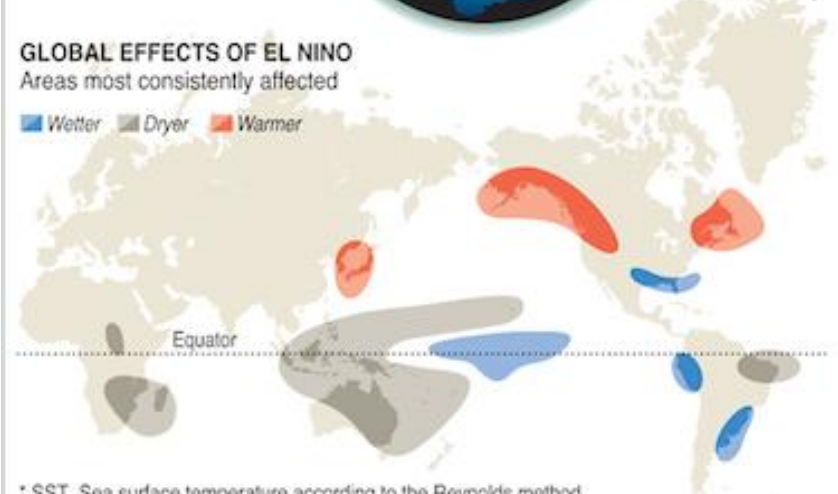 GLOBAL EFFECTS OF EL NINO
Areas most consistently affected
Wetter Dryer Warmer
Equator
* SST, Sea surface temperature according to the Reynolds method